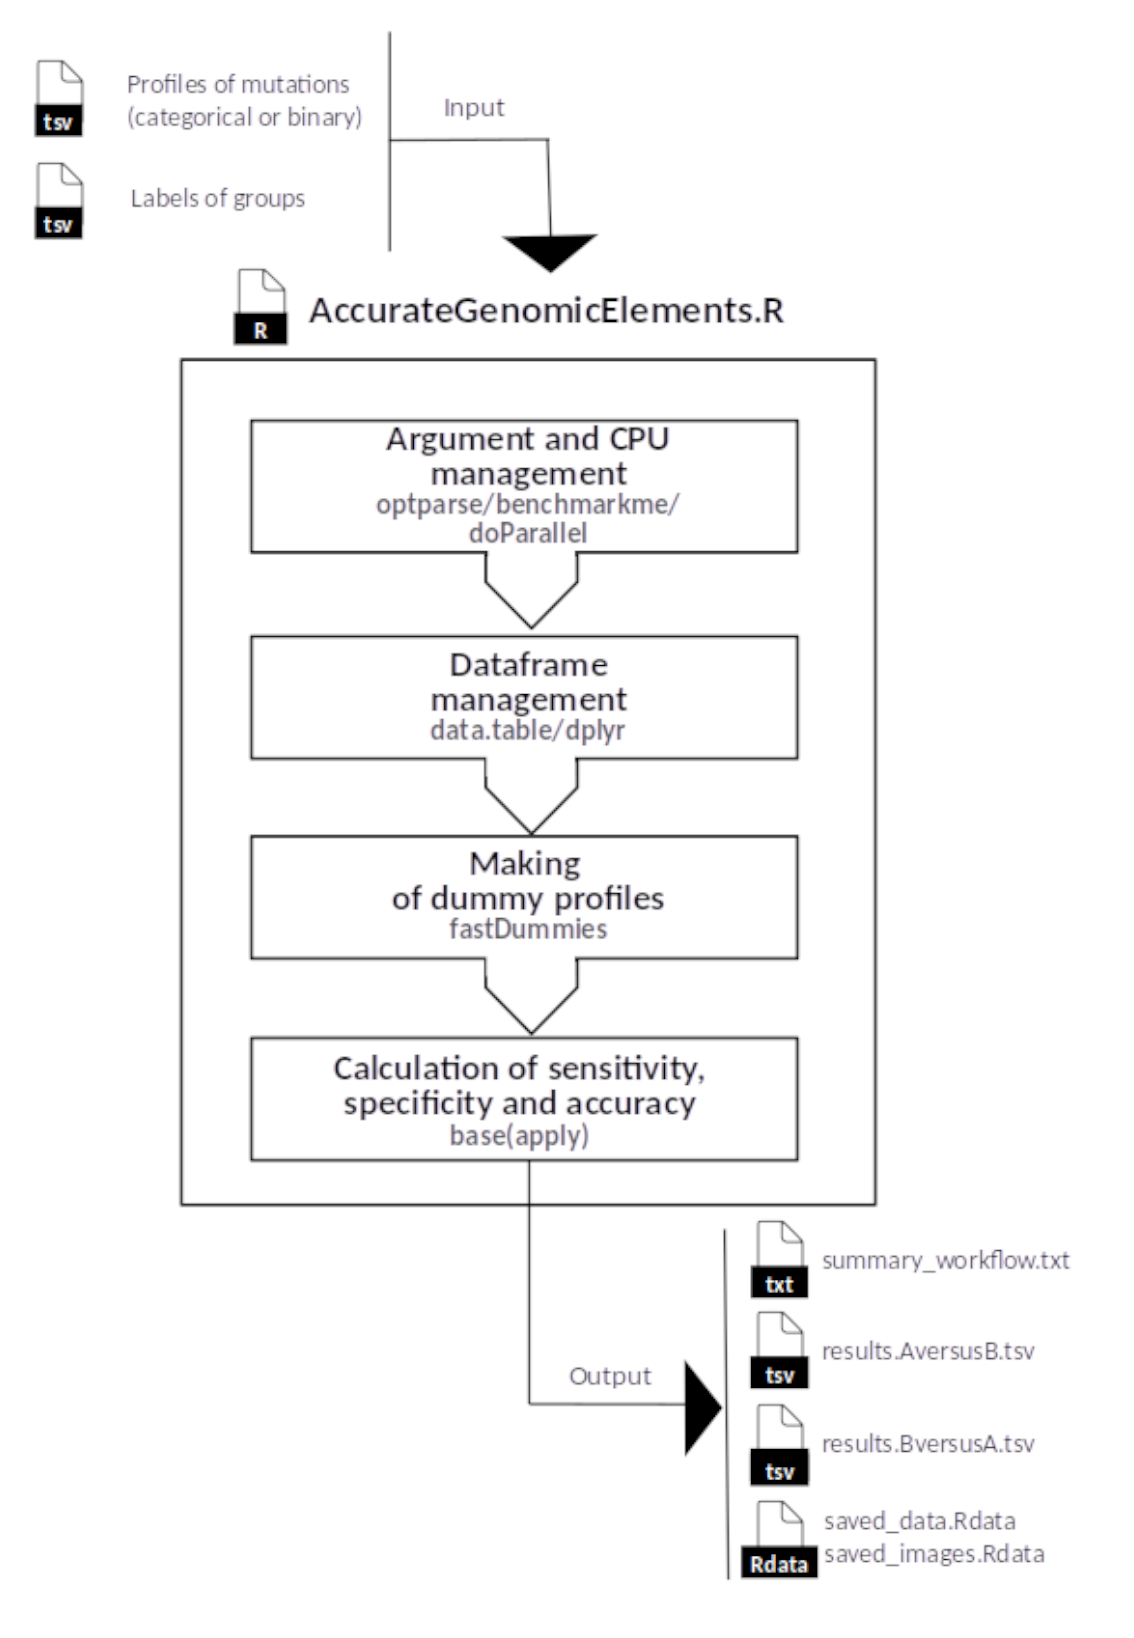 tsv
Profiles of mutations
(categorical or binary)
Input
tsv
Labels of groups
R
AccurateGenomicElements.R
Argument and CPU
management
optparse/benchmarkme/
doParallel
Dataframe
management
data.table/dplyr
Making
of dummy profiles
fastDummies
Calculation of sensitivity,
specificity and accuracy
base(apply)
Output
txt
summary_workflow.txt
tsv
results.AversusB.tsv
tsv
results.BversusA.tsv
Rdata
saved_data.Rdata
saved_images.Rdata